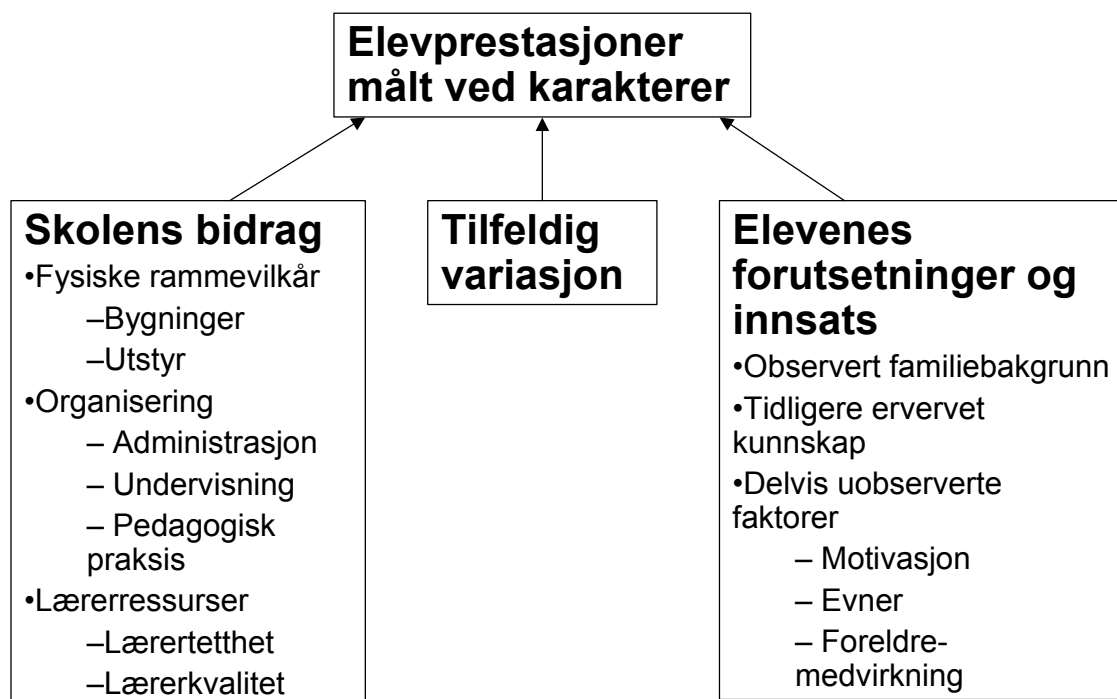 Elevprestasjoner
målt ved karakterer
Skolens bidrag
•Fysiske rammevilkår
–Bygninger
–Utstyr
•Organisering
– Administrasjon
– Undervisning
– Pedagogisk
praksis
•Lærerressurser
–Lærertetthet
–Lærerkvalitet
Tilfeldig
variasjon
Elevenes
forutsetninger og
innsats
•Observert familiebakgrunn
•Tidligere ervervet
kunnskap
•Delvis uobserverte
faktorer
– Motivasjon
– Evner
– Foreldre-
medvirkning